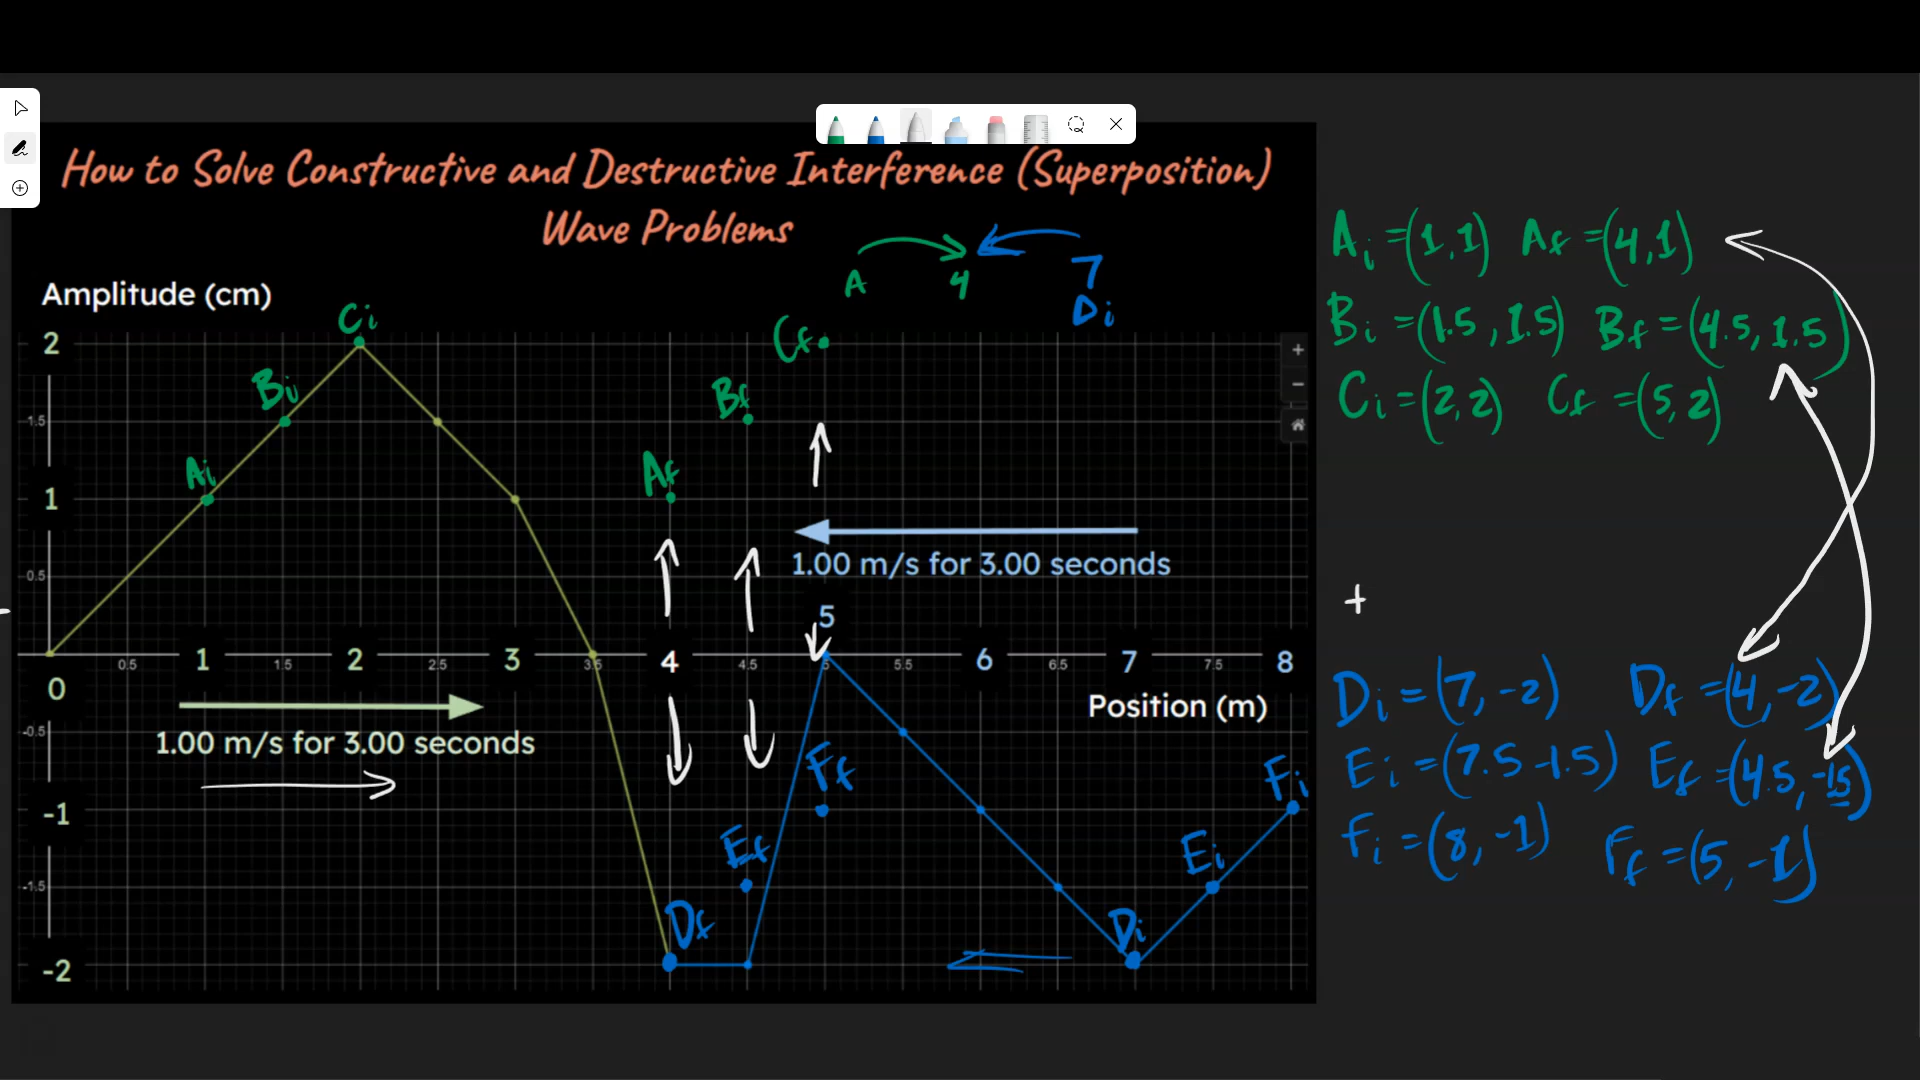 How to Solve Constructive and Destructive Interference (Superposition)
Wave Problems
A 4 7
Di
Amplitude (cm)
Ci
Cf
2
Bi
Bf
1.5
Ai
Af
1
1.00 m/s for 3.00 seconds
0.5
5
0 0.5 1 1.5 2 2.5 3 3.5 4 4.5 5 5.5 6 6.5 7 7.5 8
Position (m)
-0.5
1.00 m/s for 3.00 seconds
Ff
Fi
-1
Ef
Ei
-1.5
Df
Di
-2
Ai =(1,1) Af =(4,1)
Bi =(1.5,1.5) Bf =(4.5,1.5)
Ci =(2,2) Cf =(5,2)
+
Di =(7,-2) Df =(4,-2)
Ei =(7.5-1.5) Ef =(4.5,-1.5)
Fi =(8,-1) Ff =(5,-1)